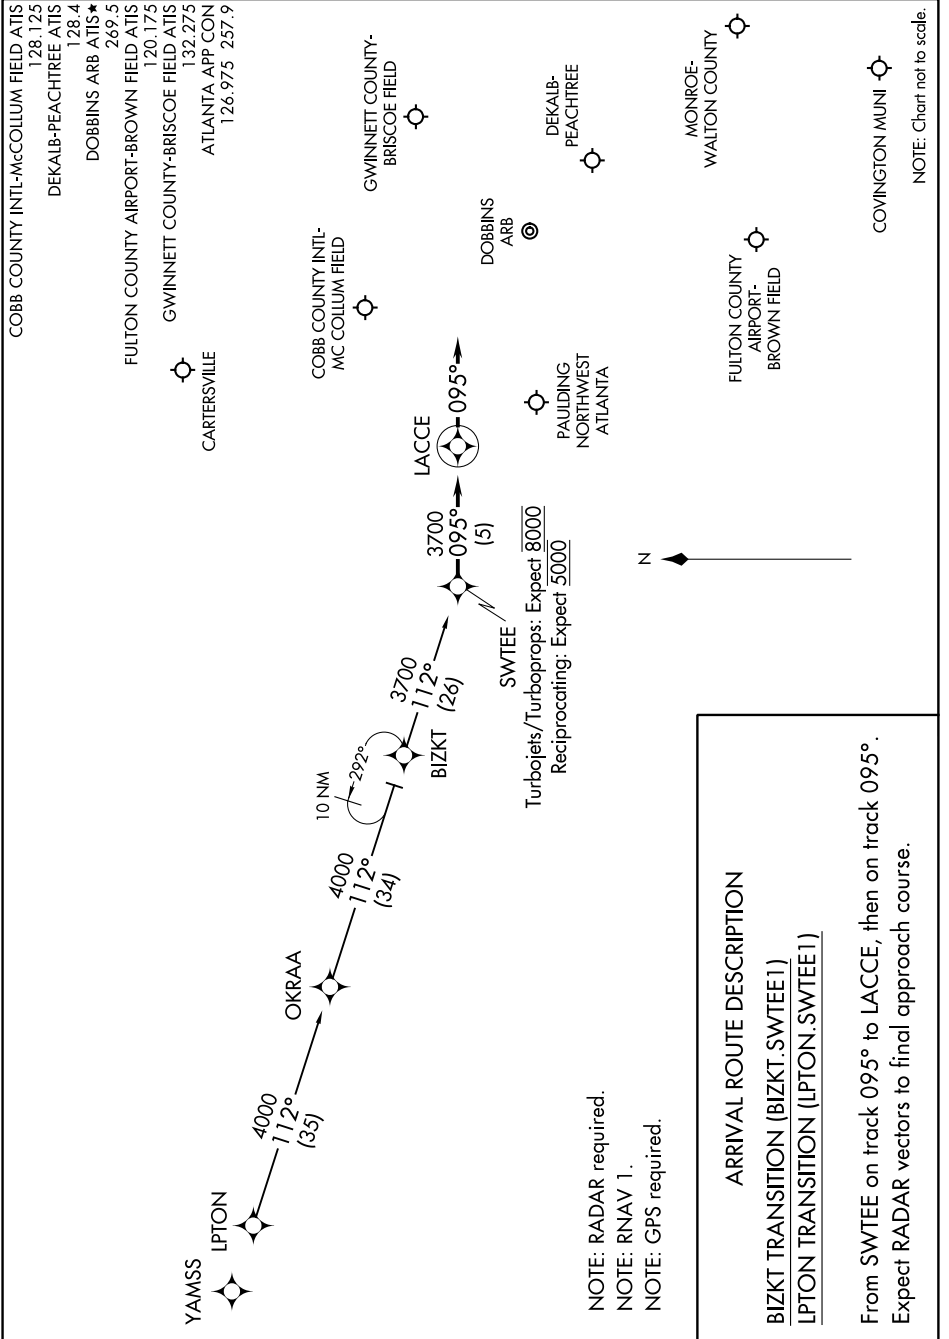 COBB COUNTY INTL-McCOLLUM FIELD ATIS
128.125
DEKALB-PEACHTREE ATIS
128.4
DOBBINS ARB ATIS★
269.5
FULTON COUNTY AIRPORT-BROWN FIELD ATIS
120.175
GWINNETT COUNTY-BRISCOE FIELD ATIS
132.275
ATLANTA APP CON
126.975 257.9
YAMSS
LPTON
4000
112°
(35)
OKRAA
4000
112°
(34)
10 NM
292°
BIZKT
3700
112°
(26)
SWTEE
Turbojets/Turboprops: Expect 8000
Reciprocating: Expect 5000
3700
095°
(5)
LACCE
095°
CARTERSVILLE
COBB COUNTY INTL-
MC COLLUM FIELD
GWINNETT COUNTY-
BRISCOE FIELD
DOBBINS
ARB
DEKALB-
PEACHTREE
PAULDING
NORTHWEST
ATLANTA
MONROE-
WALTON COUNTY
FULTON COUNTY
AIRPORT-
BROWN FIELD
COVINGTON MUNI
N
NOTE: RADAR required.
NOTE: RNAV 1.
NOTE: GPS required.
NOTE: Chart not to scale.
ARRIVAL ROUTE DESCRIPTION
BIZKT TRANSITION (BIZKT.SWTEE1)
LPTON TRANSITION (LPTON.SWTEE1)
From SWTEE on track 095° to LACCE, then on track 095°.
Expect RADAR vectors to final approach course.